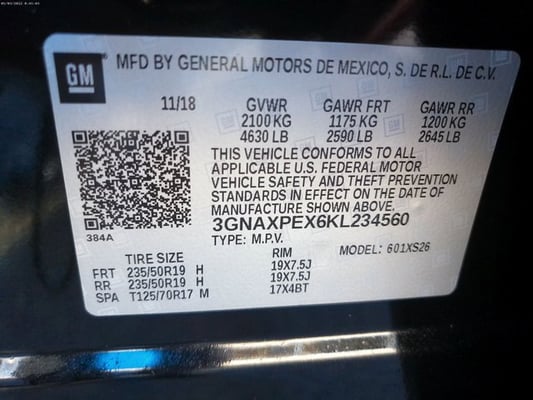 GM
MFD BY GENERAL MOTORS DE MEXICO, S. DE R.L. DE C.V.
11/18 GVWR GAWR FRT GAWR RR
2100 KG 1175 KG 1200 KG
4630 LB 2590 LB 2645 LB
THIS VEHICLE CONFORMS TO ALL
APPLICABLE U.S. FEDERAL MOTOR
VEHICLE SAFETY AND THEFT PREVENTION
STANDARDS IN EFFECT ON THE DATE OF
MANUFACTURE SHOWN ABOVE.
3GNAXPEX6KL234560
TYPE: M.P.V. MODEL: 601XS26
384A
TIRE SIZE RIM
FRT 235/50R19 H 19X7.5J
RR 235/50R19 H 19X7.5J
SPA T125/70R17 M 17X4BT